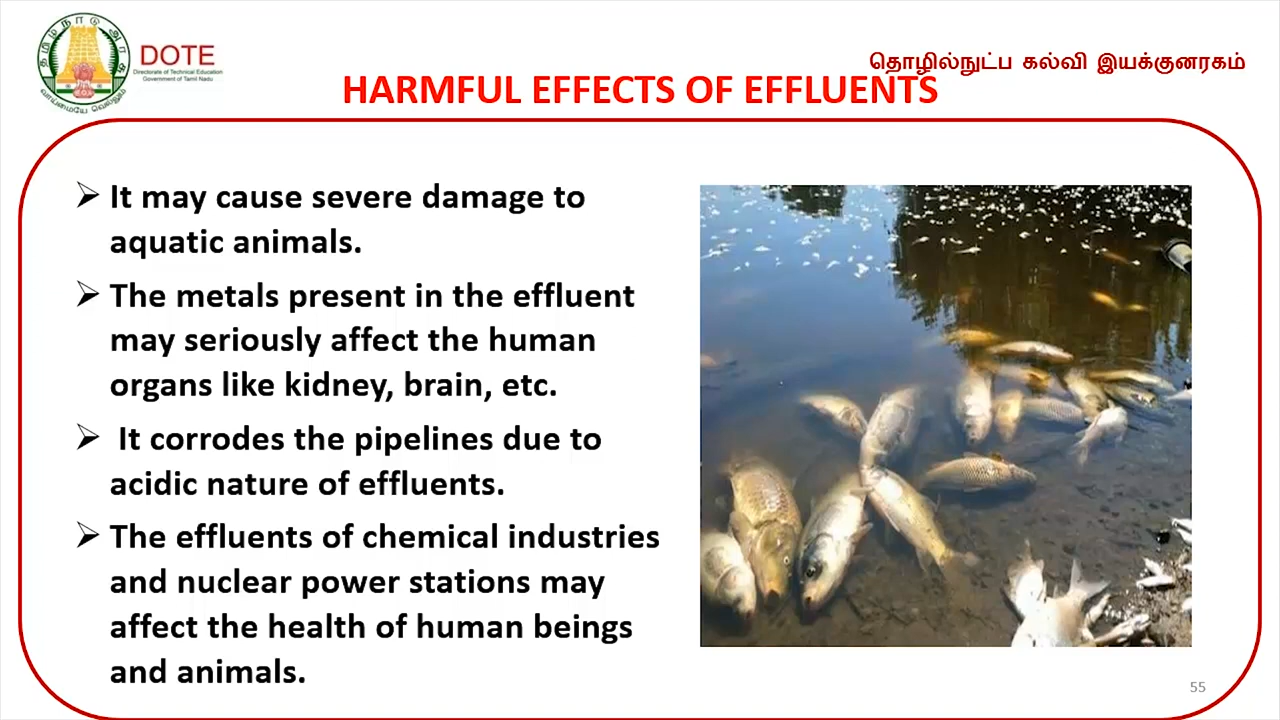 தமிழ்நாடு அரசு
வாய்மையே வெல்லும்
DOTE
Directorate of Technical Education
Government of Tamil Nadu
தொழில்நுட்ப கல்வி இயக்குனரகம்
HARMFUL EFFECTS OF EFFLUENTS
➢ It may cause severe damage to
aquatic animals.
➢ The metals present in the effluent
may seriously affect the human
organs like kidney, brain, etc.
➢ It corrodes the pipelines due to
acidic nature of effluents.
➢ The effluents of chemical industries
and nuclear power stations may
affect the health of human beings
and animals.
55